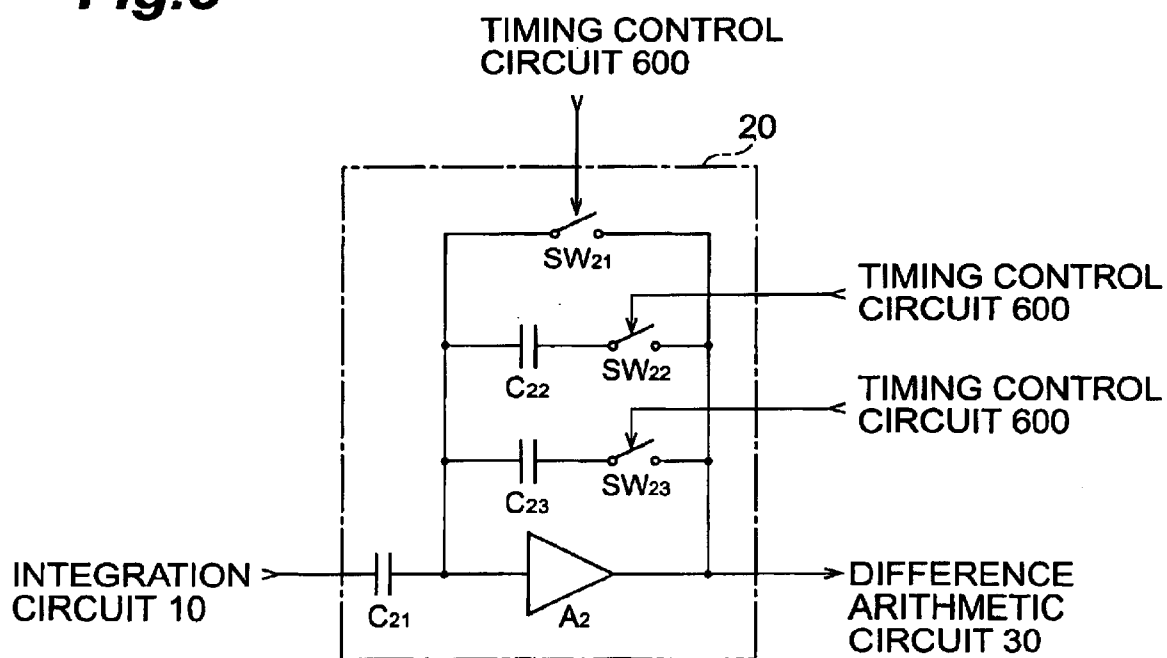 TIMING CONTROL
CIRCUIT 600
20
SW21
TIMING CONTROL
CIRCUIT 600
C22
SW22
TIMING CONTROL
CIRCUIT 600
C23
SW23
INTEGRATION
CIRCUIT 10
C21
A2
DIFFERENCE
ARITHMETIC
CIRCUIT 30